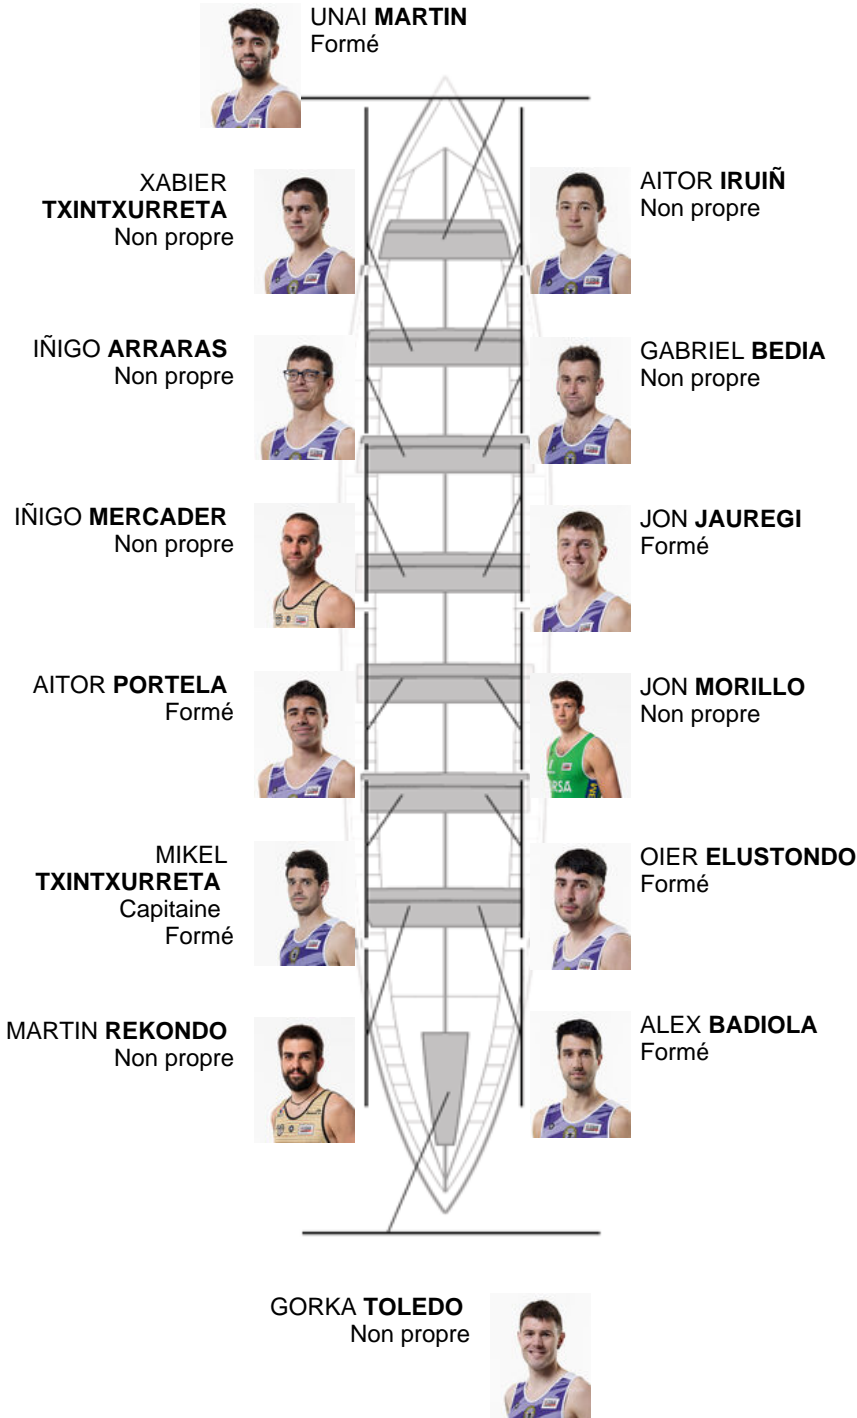 UNAI MARTIN
Formé
XABIER
TXINTXURRETA
Non propre
AITOR IRUIÑ
Non propre
IÑIGO ARRARAS
Non propre
GABRIEL BEDIA
Non propre
IÑIGO MERCADER
Non propre
JON JAUREGI
Formé
AITOR PORTELA
Formé
JON MORILLO
Non propre
MIKEL
TXINTXURRETA
Capitaine
Formé
OIER ELUSTONDO
Formé
MARTIN REKONDO
Non propre
ALEX BADIOLA
Formé
GORKA TOLEDO
Non propre